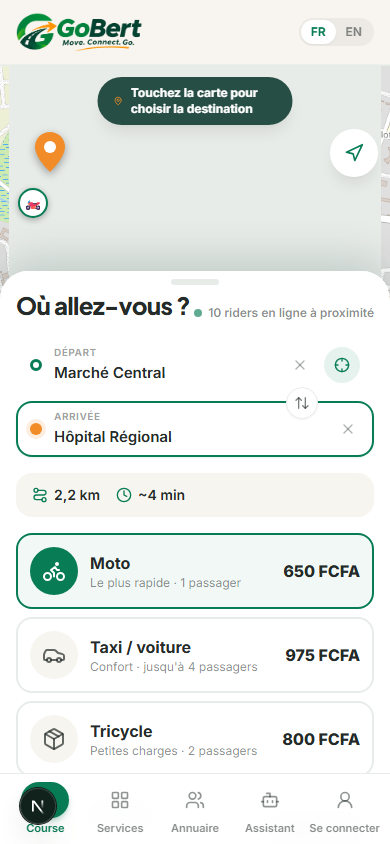 GoBert
Move. Connect. Go.
FR EN
Touchez la carte pour
choisir la destination
Où allez-vous ?
10 riders en ligne à proximité
DÉPART
Marché Central
ARRIVÉE
Hôpital Régional
2,2 km ~4 min
Moto
650 FCFA
Le plus rapide · 1 passager
Taxi / voiture
975 FCFA
Confort · jusqu'à 4 passagers
Tricycle
800 FCFA
Petites charges · 2 passagers
N
Course Services Annuaire Assistant Se connecter